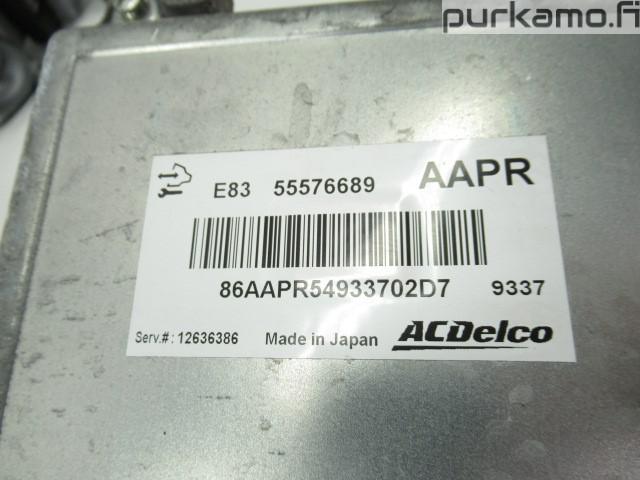 purkamo.fi
E83 55576689 AAPR
86AAPR54933702D7 9337
Serv.#: 12636386 Made in Japan ACDelco